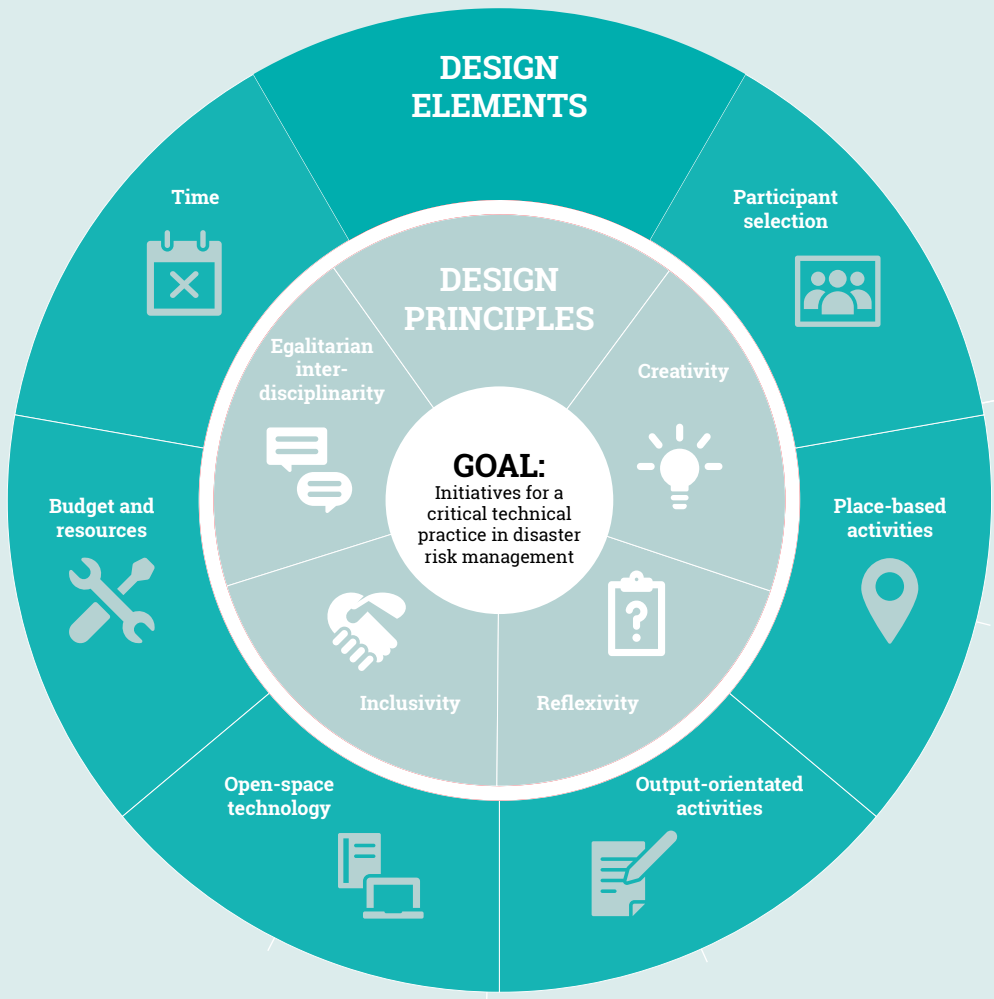 DESIGN
ELEMENTS
Time
Participant
selection
DESIGN
PRINCIPLES
Egalitarian
inter-
disciplinarity
Creativity
GOAL:
Initiatives for a
critical technical
practice in disaster
risk management
Budget and
resources
Place-based
activities
Inclusivity
Reflexivity
Open-space
technology
Output-orientated
activities